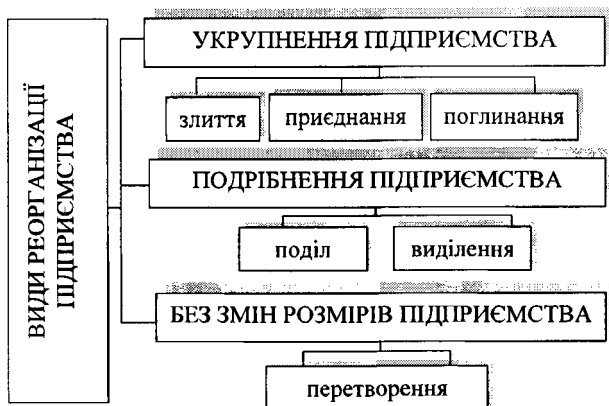 ВИДИ РЕОРГАНІЗАЦІЇ
ПІДПРИЄМСТВА
УКРУПНЕННЯ ПІДПРИЄМСТВА
злиття
приєднання
поглинання
ПОДРІБНЕННЯ ПІДПРИЄМСТВА
поділ
виділення
БЕЗ ЗМІН РОЗМІРІВ ПІДПРИЄМСТВА
перетворення